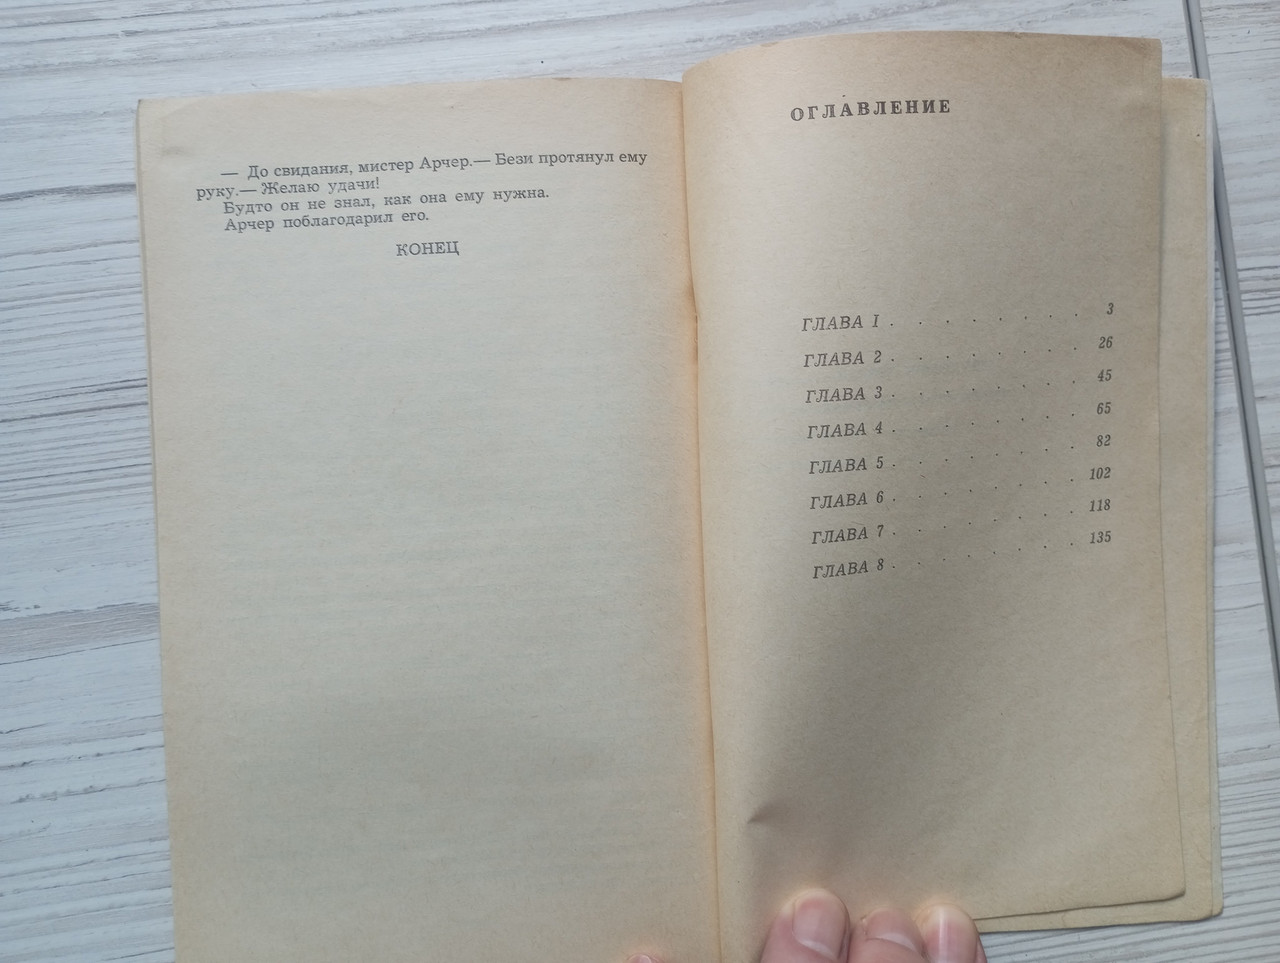 — До свидания, мистер Арчер.— Бези протянул ему
руку.— Желаю удачи!
Будто он не знал, как она ему нужна.
Арчер поблагодарил его.
КОНЕЦ
ОГЛАВЛЕНИЕ
ГЛАВА I . . . . . . . . 3
ГЛАВА 2 . . . . . . . . 26
ГЛАВА 3 . . . . . . . . 45
ГЛАВА 4 . . . . . . . . 65
ГЛАВА 5 . . . . . . . . 82
ГЛАВА 6 . . . . . . . . 102
ГЛАВА 7 . . . . . . . . 118
ГЛАВА 8 . . . . . . . . 135